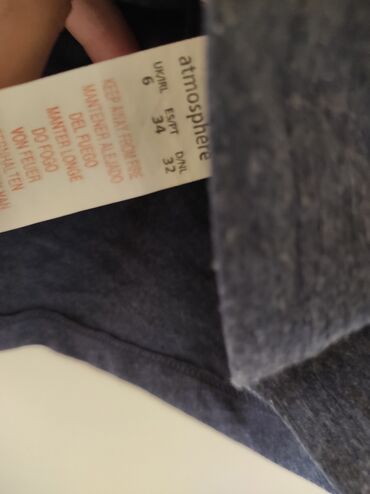 atmosphere
UK/IRL ES/PT D/NL
6 34 32
KEEP AWAY FROM FIRE
MANTENER ALEJADO
DEL FUEGO
MANTER LONGE
DO FOGO
VON FEUER